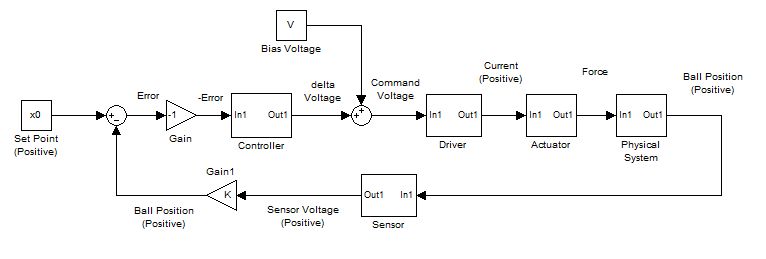 V
Bias Voltage
x0
Set Point
(Positive)
+
−
Error
-1
Gain
-Error
In1 Out1
Controller
delta
Voltage
+
+
Command
Voltage
In1 Out1
Driver
Current
(Positive)
In1 Out1
Actuator
Force
In1 Out1
Physical
System
Ball Position
(Positive)
Out1 In1
Sensor
Sensor Voltage
(Positive)
Gain1
K
Ball Position
(Positive)